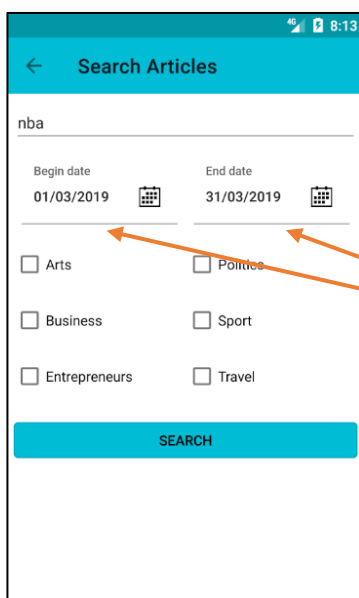 4G 8:13
Search Articles
nba
Begin date End date
01/03/2019 31/03/2019
Arts Politics
Business Sport
Entrepreneurs Travel
SEARCH